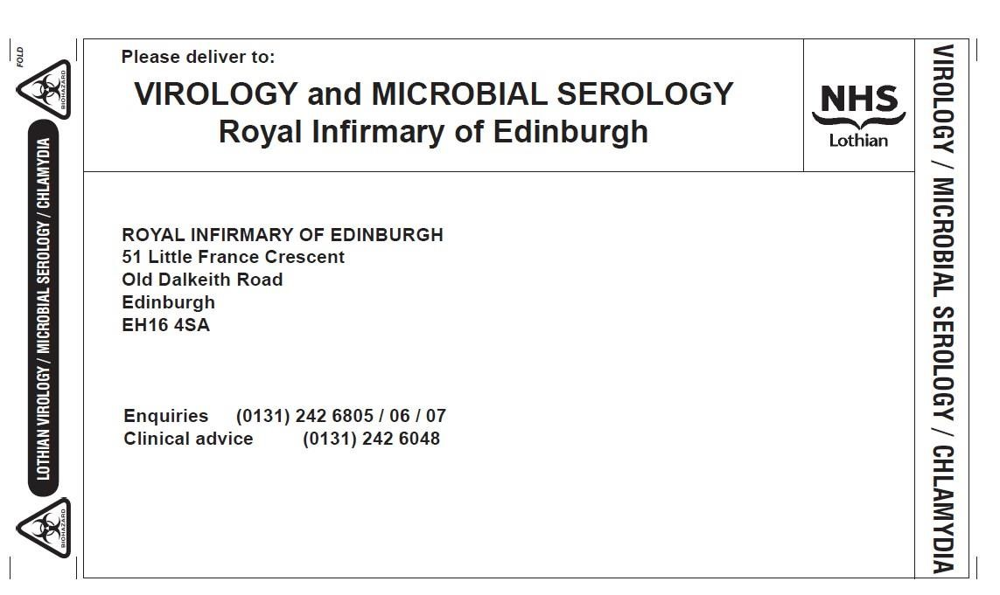 FOLD
BIOHAZARD
LOTHIAN VIROLOGY / MICROBIAL SEROLOGY / CHLAMYDIA
BIOHAZARD
Please deliver to:
VIROLOGY and MICROBIAL SEROLOGY
Royal Infirmary of Edinburgh
NHS
Lothian
ROYAL INFIRMARY OF EDINBURGH
51 Little France Crescent
Old Dalkeith Road
Edinburgh
EH16 4SA
Enquiries (0131) 242 6805 / 06 / 07
Clinical advice (0131) 242 6048
VIROLOGY / MICROBIAL SEROLOGY / CHLAMYDIA